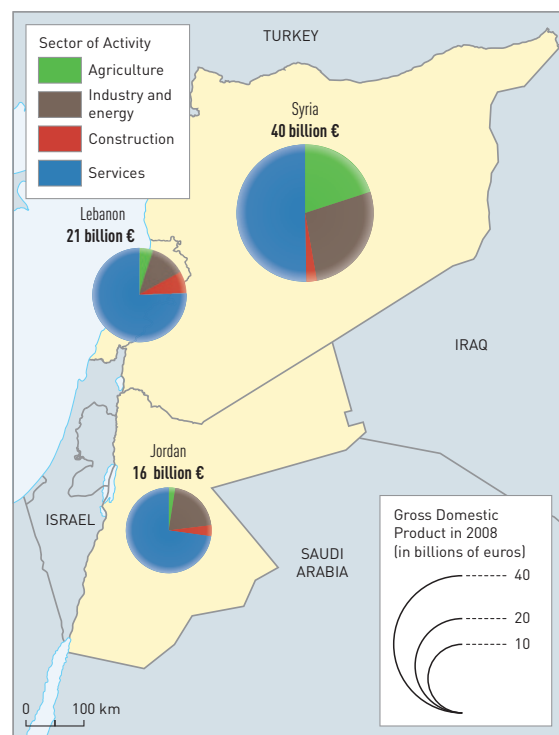 Sector of Activity
Agriculture
Industry and
energy
Construction
Services
TURKEY
Syria
40 billion €
Lebanon
21 billion €
IRAQ
Jordan
16 billion €
ISRAEL
SAUDI
ARABIA
Gross Domestic
Product in 2008
(in billions of euros)
40
20
10
0 100 km